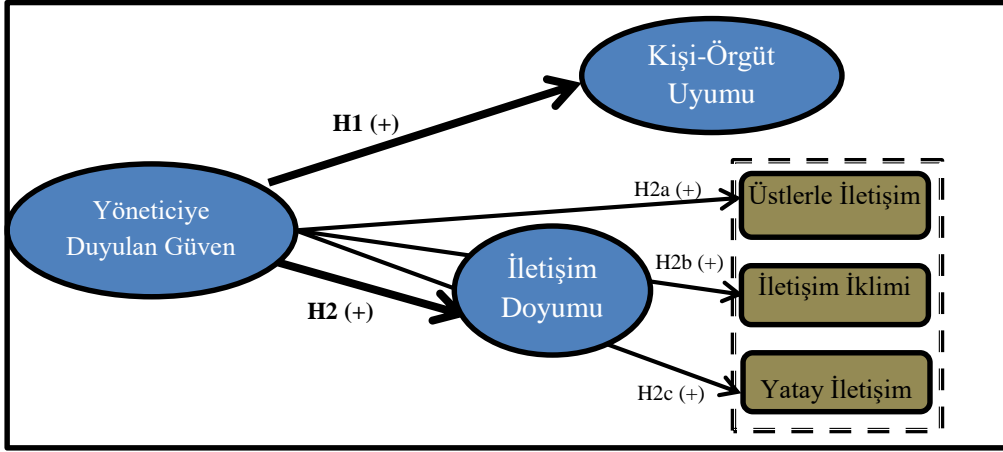 Kişi-Örgüt
Uyumu
H1 (+)
Yöneticiye
Duyulan Güven
H2a (+)
Üstlerle İletişim
İletişim
Doyumu
H2b (+)
İletişim İklimi
H2 (+)
H2c (+)
Yatay İletişim